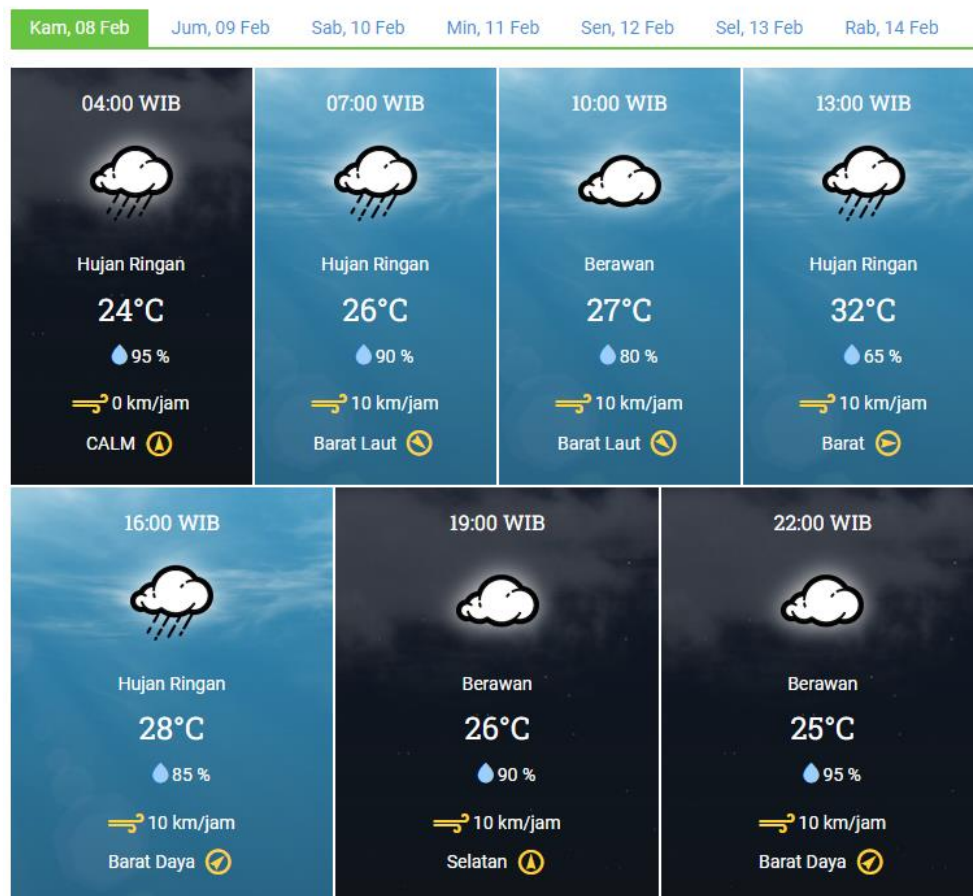 Kam, 08 Feb Jum, 09 Feb Sab, 10 Feb Min, 11 Feb Sen, 12 Feb Sel, 13 Feb Rab, 14 Feb
04:00 WIB
Hujan Ringan
24°C
95 %
0 km/jam
CALM
07:00 WIB
Hujan Ringan
26°C
90 %
10 km/jam
Barat Laut
10:00 WIB
Berawan
27°C
80 %
10 km/jam
Barat Laut
13:00 WIB
Hujan Ringan
32°C
65 %
10 km/jam
Barat
16:00 WIB
Hujan Ringan
28°C
85 %
10 km/jam
Barat Daya
19:00 WIB
Berawan
26°C
90 %
10 km/jam
Selatan
22:00 WIB
Berawan
25°C
95 %
10 km/jam
Barat Daya